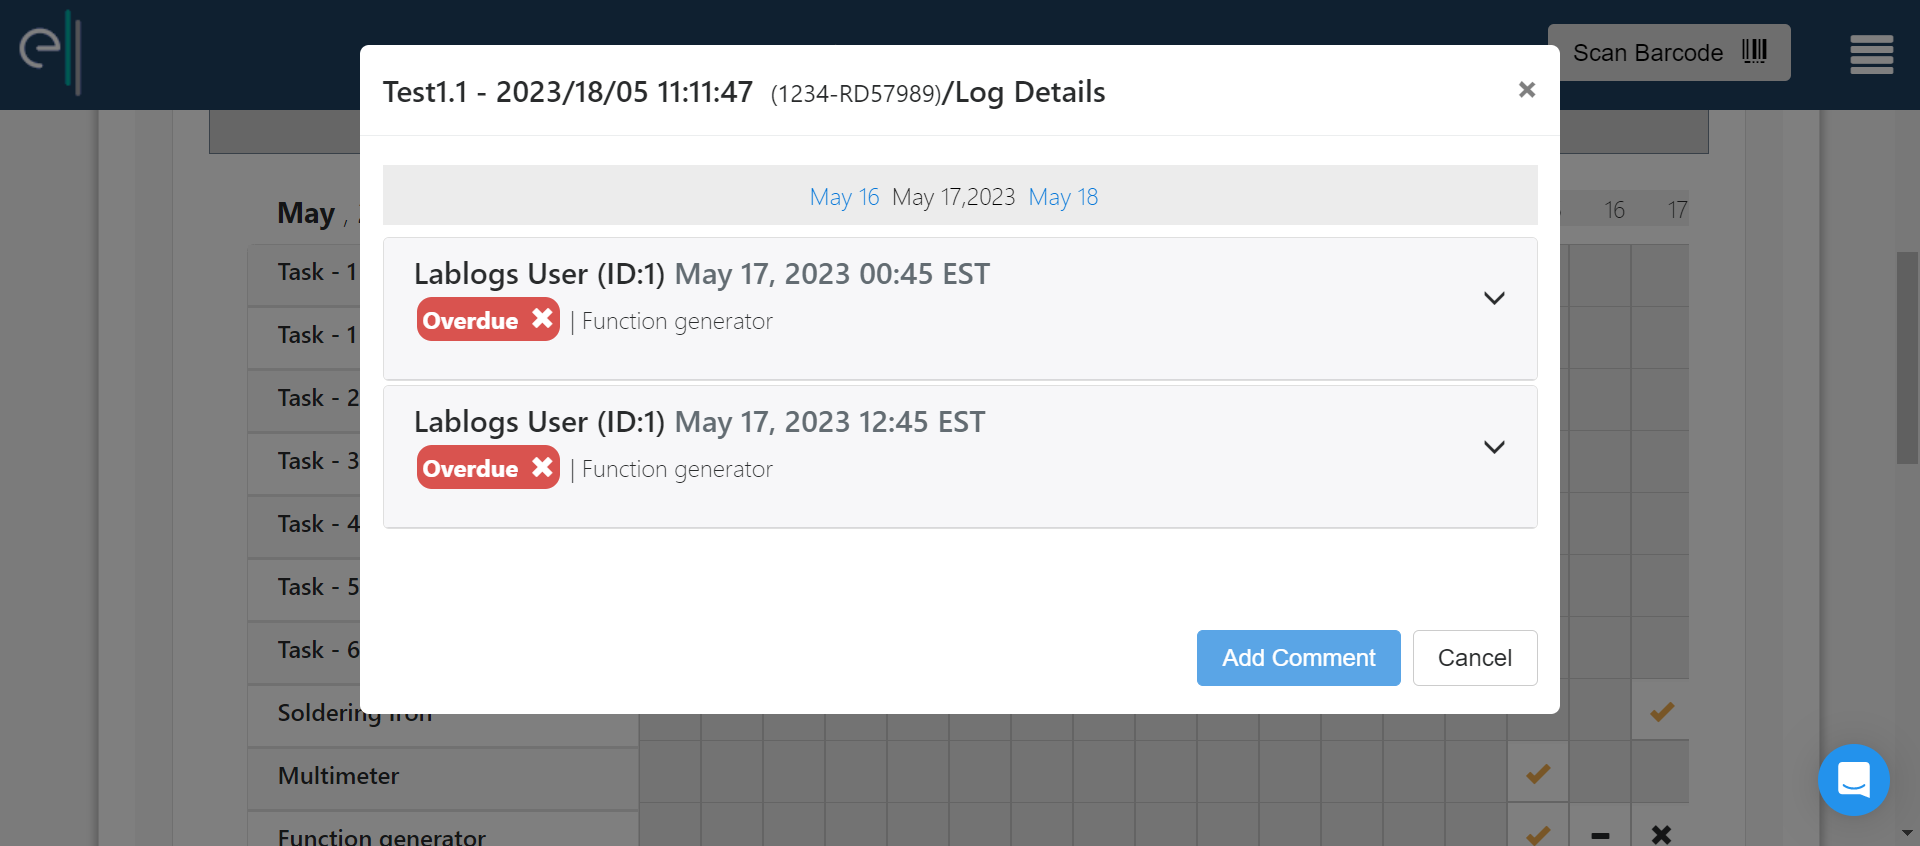 ell
Scan Barcode
Test1.1 - 2023/18/05 11:11:47 (1234-RD57989)/Log Details
May 16 May 17,2023 May 18
May ,
16 17
Lablogs User (ID:1) May 17, 2023 00:45 EST
Overdue | Function generator
Lablogs User (ID:1) May 17, 2023 12:45 EST
Overdue | Function generator
Task - 1
Task - 1
Task - 2
Task - 3
Task - 4
Task - 5
Task - 6
Add Comment Cancel
Soldering Iron
Multimeter
Function generator